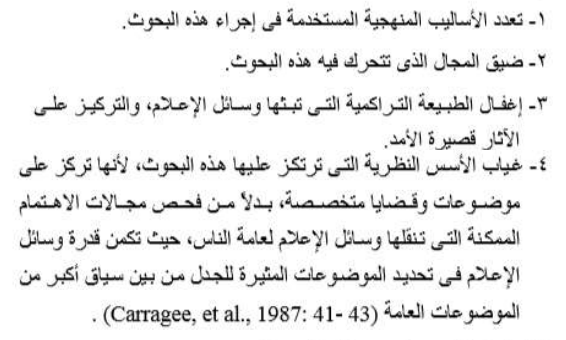 ١- تعدد الأساليب المنهجية المستخدمة فى إجراء هذه البحوث.
٢- ضيق المجال الذى تتحرك فيه هذه البحوث.
٣- إغفال الطبيعة التراكمية التى تبثها وسائل الإعلام، والتركيز على
الآثار قصيرة الأمد.
٤- غياب الأسس النظرية التى ترتكز عليها هذه البحوث، لأنها تركز على
موضوعات وقضايا متخصصة، بدلاً من فحص مجالات الاهتمام
الممكنة التى تنقلها وسائل الإعلام لعامة الناس، حيث تكمن قدرة وسائل
الإعلام فى تحديد الموضوعات المثيرة للجدل من بين سياق أكبر من
الموضوعات العامة (Carragee, et al., 1987: 41- 43) .